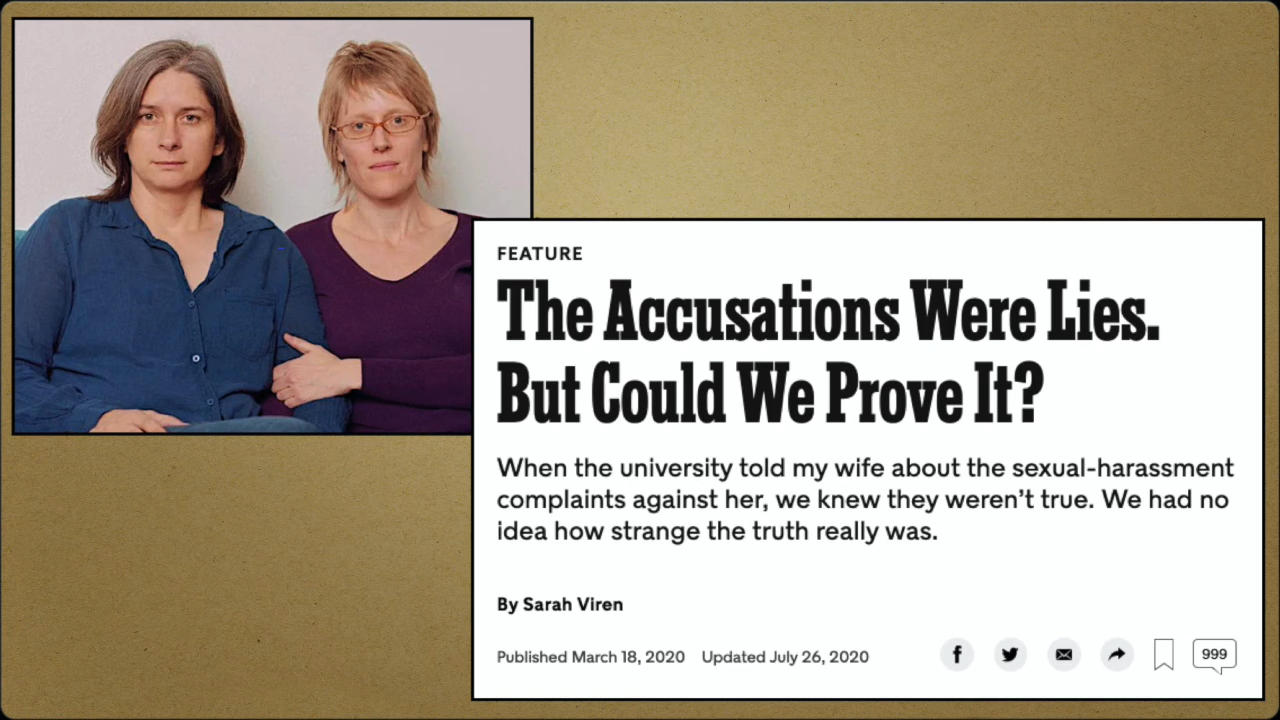 FEATURE
The Accusations Were Lies.
But Could We Prove It?
When the university told my wife about the sexual-harassment
complaints against her, we knew they weren’t true. We had no
idea how strange the truth really was.
By Sarah Viren
Published March 18, 2020 Updated July 26, 2020
999